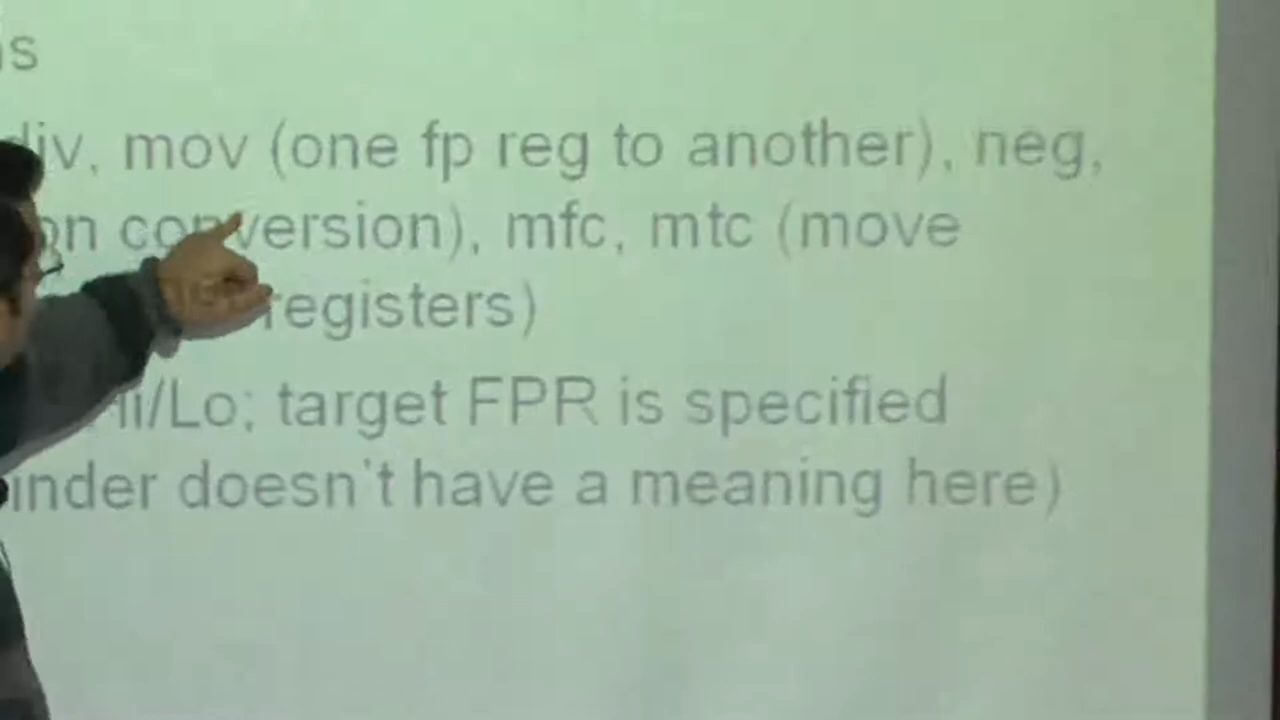 div, mov (one fp reg to another), neg,
conversion), mfc, mtc (move
registers)
Hi/Lo; target FPR is specified
doesn't have a meaning here)